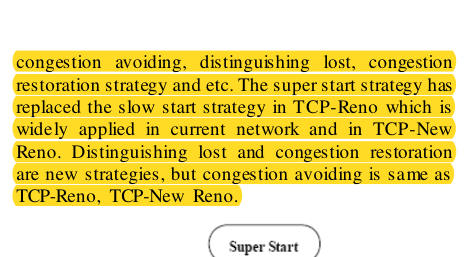 congestion avoiding, distinguishing lost, congestion
restoration strategy and etc. The super start strategy has
replaced the slow start strategy in TCP-Reno which is
widely applied in current network and in TCP-New
Reno. Distinguishing lost and congestion restoration
are new strategies, but congestion avoiding is same as
TCP-Reno, TCP-New Reno.
Super Start